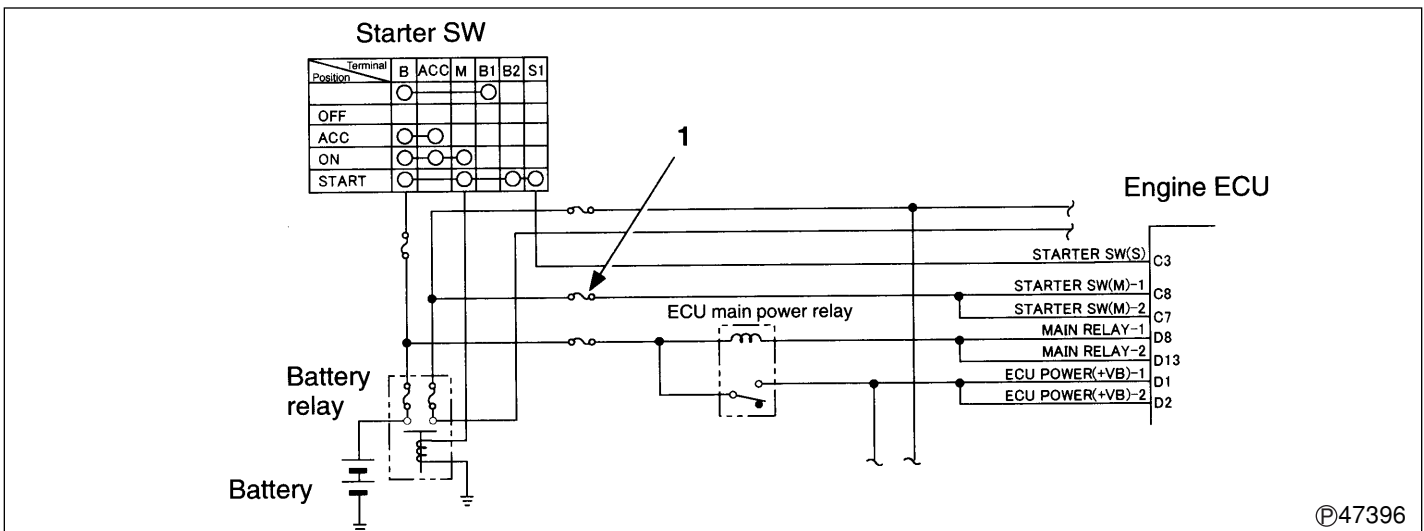 Starter SW
Terminal
Position
B ACC M B1 B2 S1
OFF
ACC
ON
START
1
Engine ECU
STARTER SW(S) C3
STARTER SW(M)-1 C8
STARTER SW(M)-2 C7
ECU main power relay
MAIN RELAY-1 D8
MAIN RELAY-2 D13
ECU POWER(+VB)-1 D1
ECU POWER(+VB)-2 D2
Battery
relay
Battery
Ⓟ47396